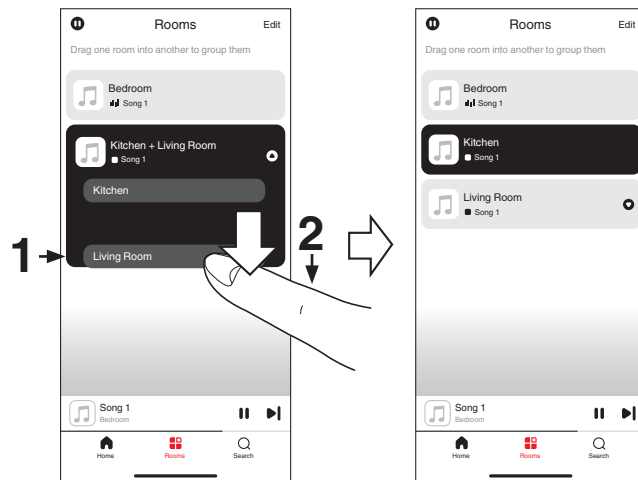 Rooms
Edit
Drag one room into another to group them
Bedroom
Song 1
Kitchen + Living Room
Song 1
Kitchen
Living Room
1
2
Song 1
Bedroom
Home
Rooms
Search
Rooms
Edit
Drag one room into another to group them
Bedroom
Song 1
Kitchen
Song 1
Living Room
Song 1
Song 1
Bedroom
Home
Rooms
Search